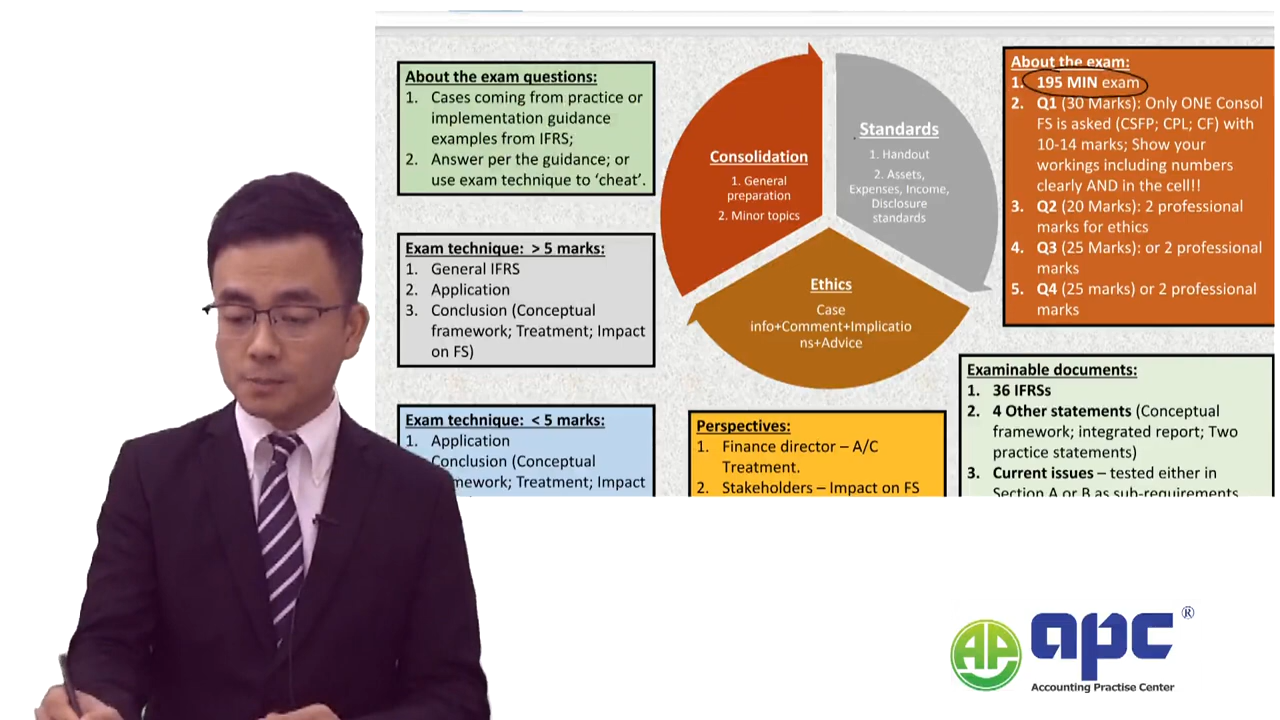 About the exam questions:
1. Cases coming from practice or
implementation guidance
examples from IFRS;
2. Answer per the guidance; or
use exam technique to ‘cheat’.
Exam technique: > 5 marks:
1. General IFRS
2. Application
3. Conclusion (Conceptual
framework; Treatment; Impact
on FS)
Exam technique: < 5 marks:
1. Application
Conclusion (Conceptual
mework; Treatment; Impact
Consolidation
1. General
preparation
2. Minor topics
Standards
1. Handout
2. Assets,
Expenses, Income,
Disclosure
standards
Ethics
Case
info+Comment+Implicatio
ns+Advice
Perspectives:
1. Finance director – A/C
Treatment.
2. Stakeholders – Impact on FS
About the exam:
1. 195 MIN exam
2. Q1 (30 Marks): Only ONE Consol
FS is asked (CSFP; CPL; CF) with
10-14 marks; Show your
workings including numbers
clearly AND in the cell!!
3. Q2 (20 Marks): 2 professional
marks for ethics
4. Q3 (25 Marks): or 2 professional
marks
5. Q4 (25 marks) or 2 professional
marks
Examinable documents:
1. 36 IFRSs
2. 4 Other statements (Conceptual
framework; integrated report; Two
practice statements)
3. Current issues – tested either in
Section A or B as sub-requirements
APC
apc®
Accounting Practise Center